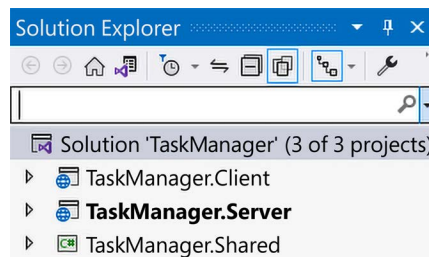 Solution Explorer
Solution 'TaskManager' (3 of 3 projects)
TaskManager.Client
TaskManager.Server
C# TaskManager.Shared